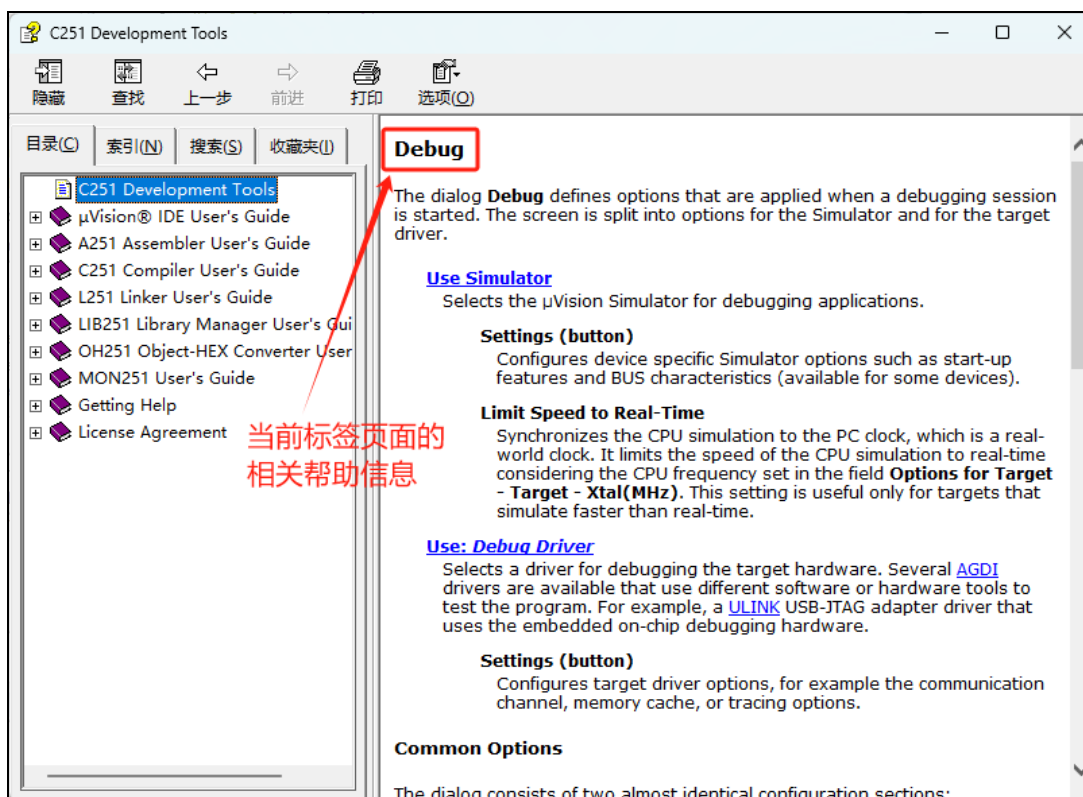 C251 Development Tools
隐藏 查找 上一步 前进 打印 选项(O)
目录(C) 索引(N) 搜索(S) 收藏夹(I)
C251 Development Tools
µVision® IDE User's Guide
A251 Assembler User's Guide
C251 Compiler User's Guide
L251 Linker User's Guide
LIB251 Library Manager User's Gui
OH251 Object-HEX Converter User
MON251 User's Guide
Getting Help
License Agreement
当前标签页面的
相关帮助信息
Debug
The dialog Debug defines options that are applied when a debugging session
is started. The screen is split into options for the Simulator and for the target
driver.
Use Simulator
Selects the µVision Simulator for debugging applications.
Settings (button)
Configures device specific Simulator options such as start-up
features and BUS characteristics (available for some devices).
Limit Speed to Real-Time
Synchronizes the CPU simulation to the PC clock, which is a real-
world clock. It limits the speed of the CPU simulation to real-time
considering the CPU frequency set in the field Options for Target
- Target - Xtal(MHz). This setting is useful only for targets that
simulate faster than real-time.
Use: Debug Driver
Selects a driver for debugging the target hardware. Several AGDI
drivers are available that use different software or hardware tools to
test the program. For example, a ULINK USB-JTAG adapter driver that
uses the embedded on-chip debugging hardware.
Settings (button)
Configures target driver options, for example the communication
channel, memory cache, or tracing options.
Common Options
The dialog consists of two almost identical configuration sections: